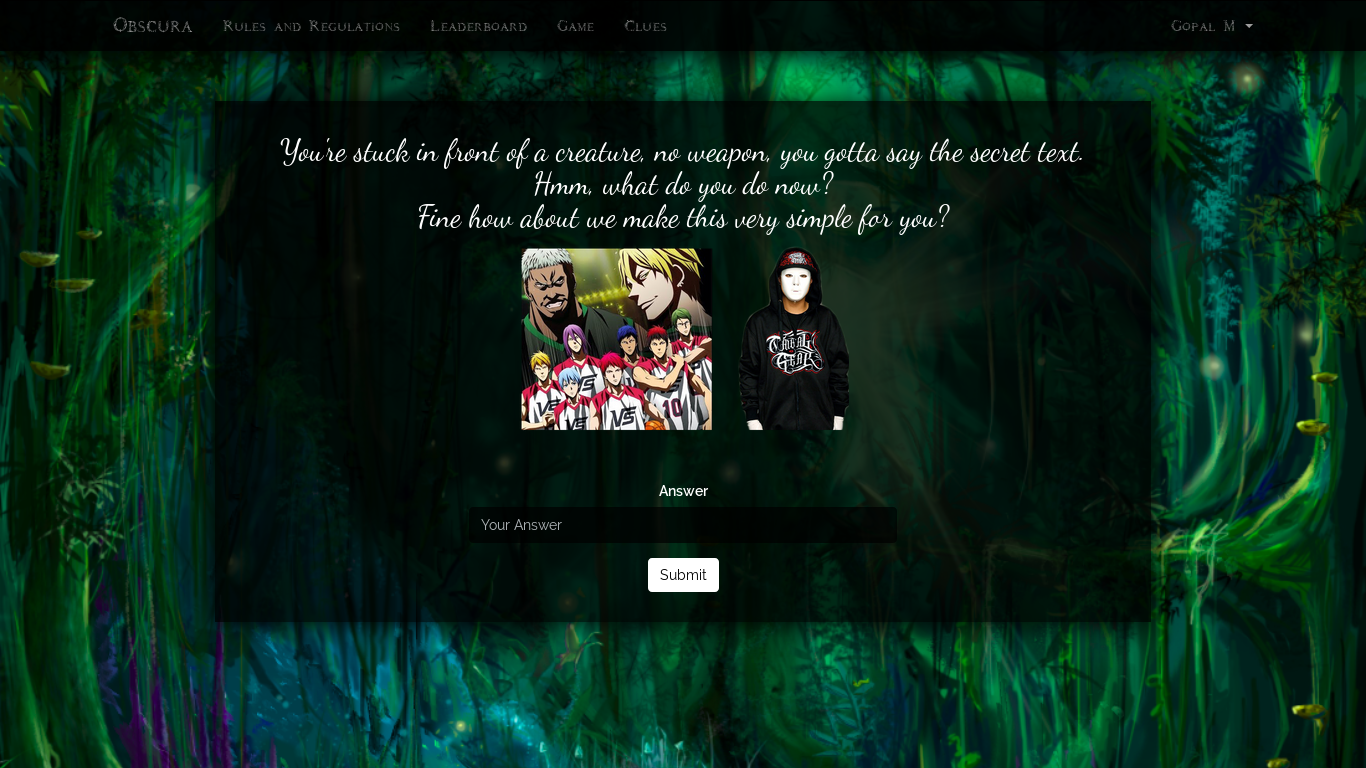 Obscura Rules and Regulations Leaderboard Game Clues Gopal M
You're stuck in front of a creature, no weapon, you gotta say the secret text.
Hmm, what do you do now?
Fine how about we make this very simple for you?
VS
VS
VS
10
Answer
Your Answer
Submit